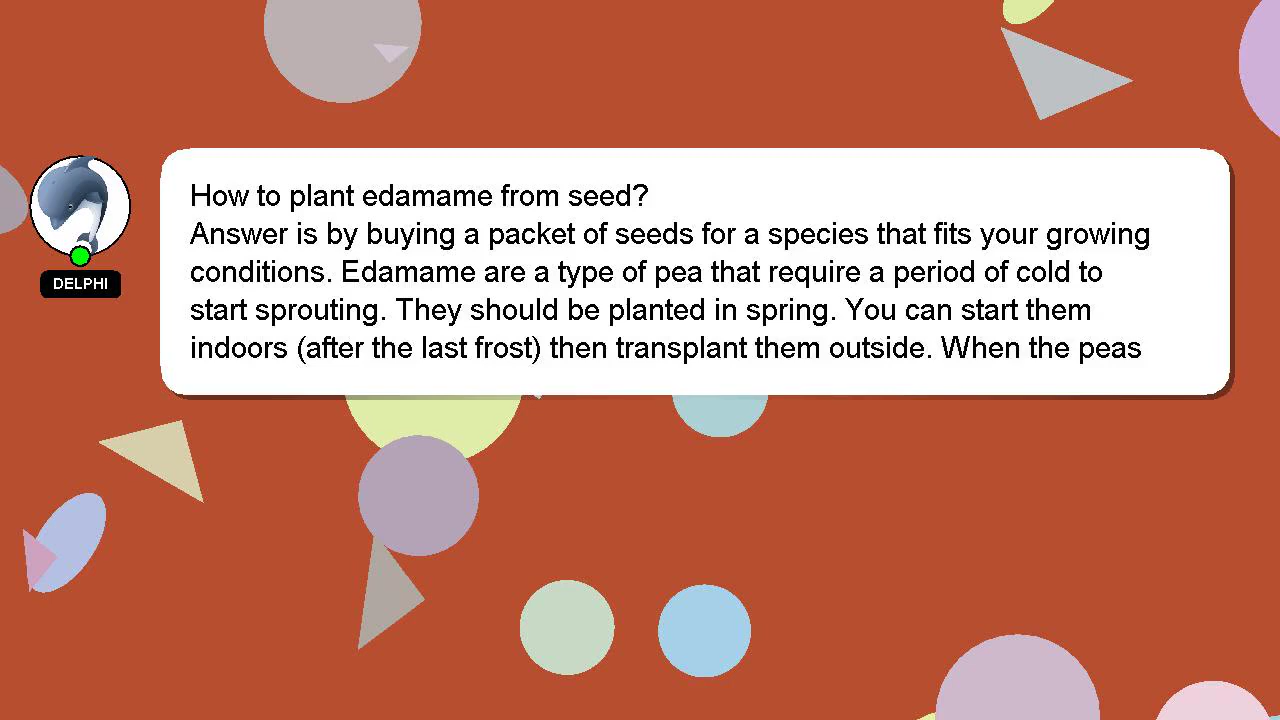 How to plant edamame from seed?
Answer is by buying a packet of seeds for a species that fits your growing
conditions. Edamame are a type of pea that require a period of cold to
start sprouting. They should be planted in spring. You can start them
indoors (after the last frost) then transplant them outside. When the peas
DELPHI